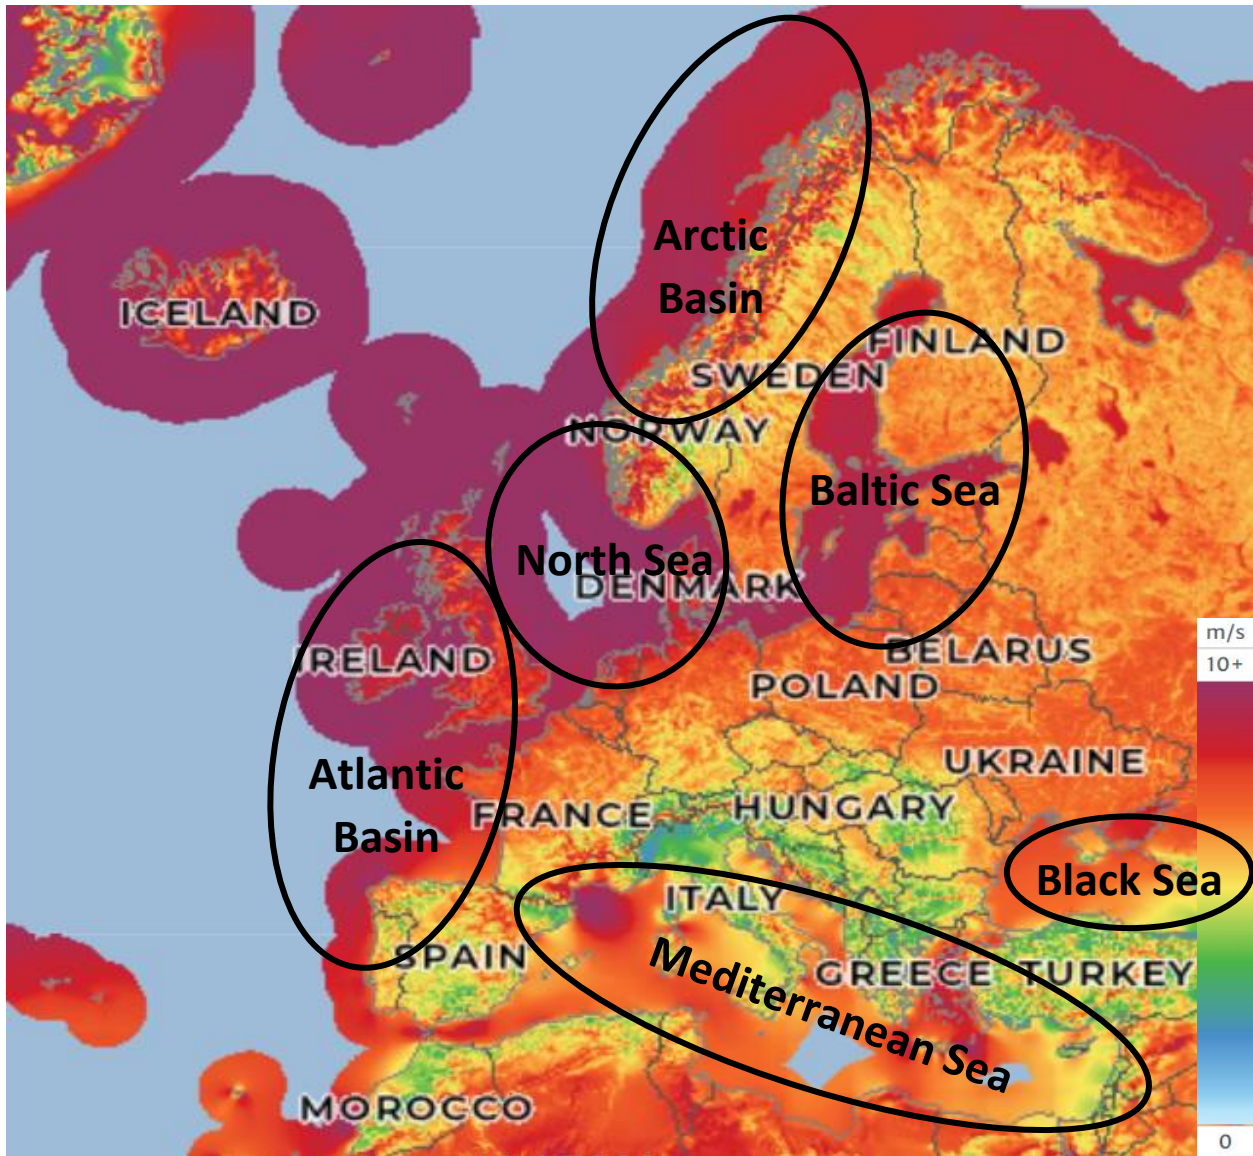 Arctic
Basin
ICELAND
FINLAND
SWEDEN
NORWAY
Baltic Sea
North Sea
DENMARK
IRELAND
BELARUS
POLAND
m/s
10+
UKRAINE
Atlantic
Basin
FRANCE
HUNGARY
Black Sea
ITALY
SPAIN
Mediterranean Sea
GREECE
TURKEY
MOROCCO
0